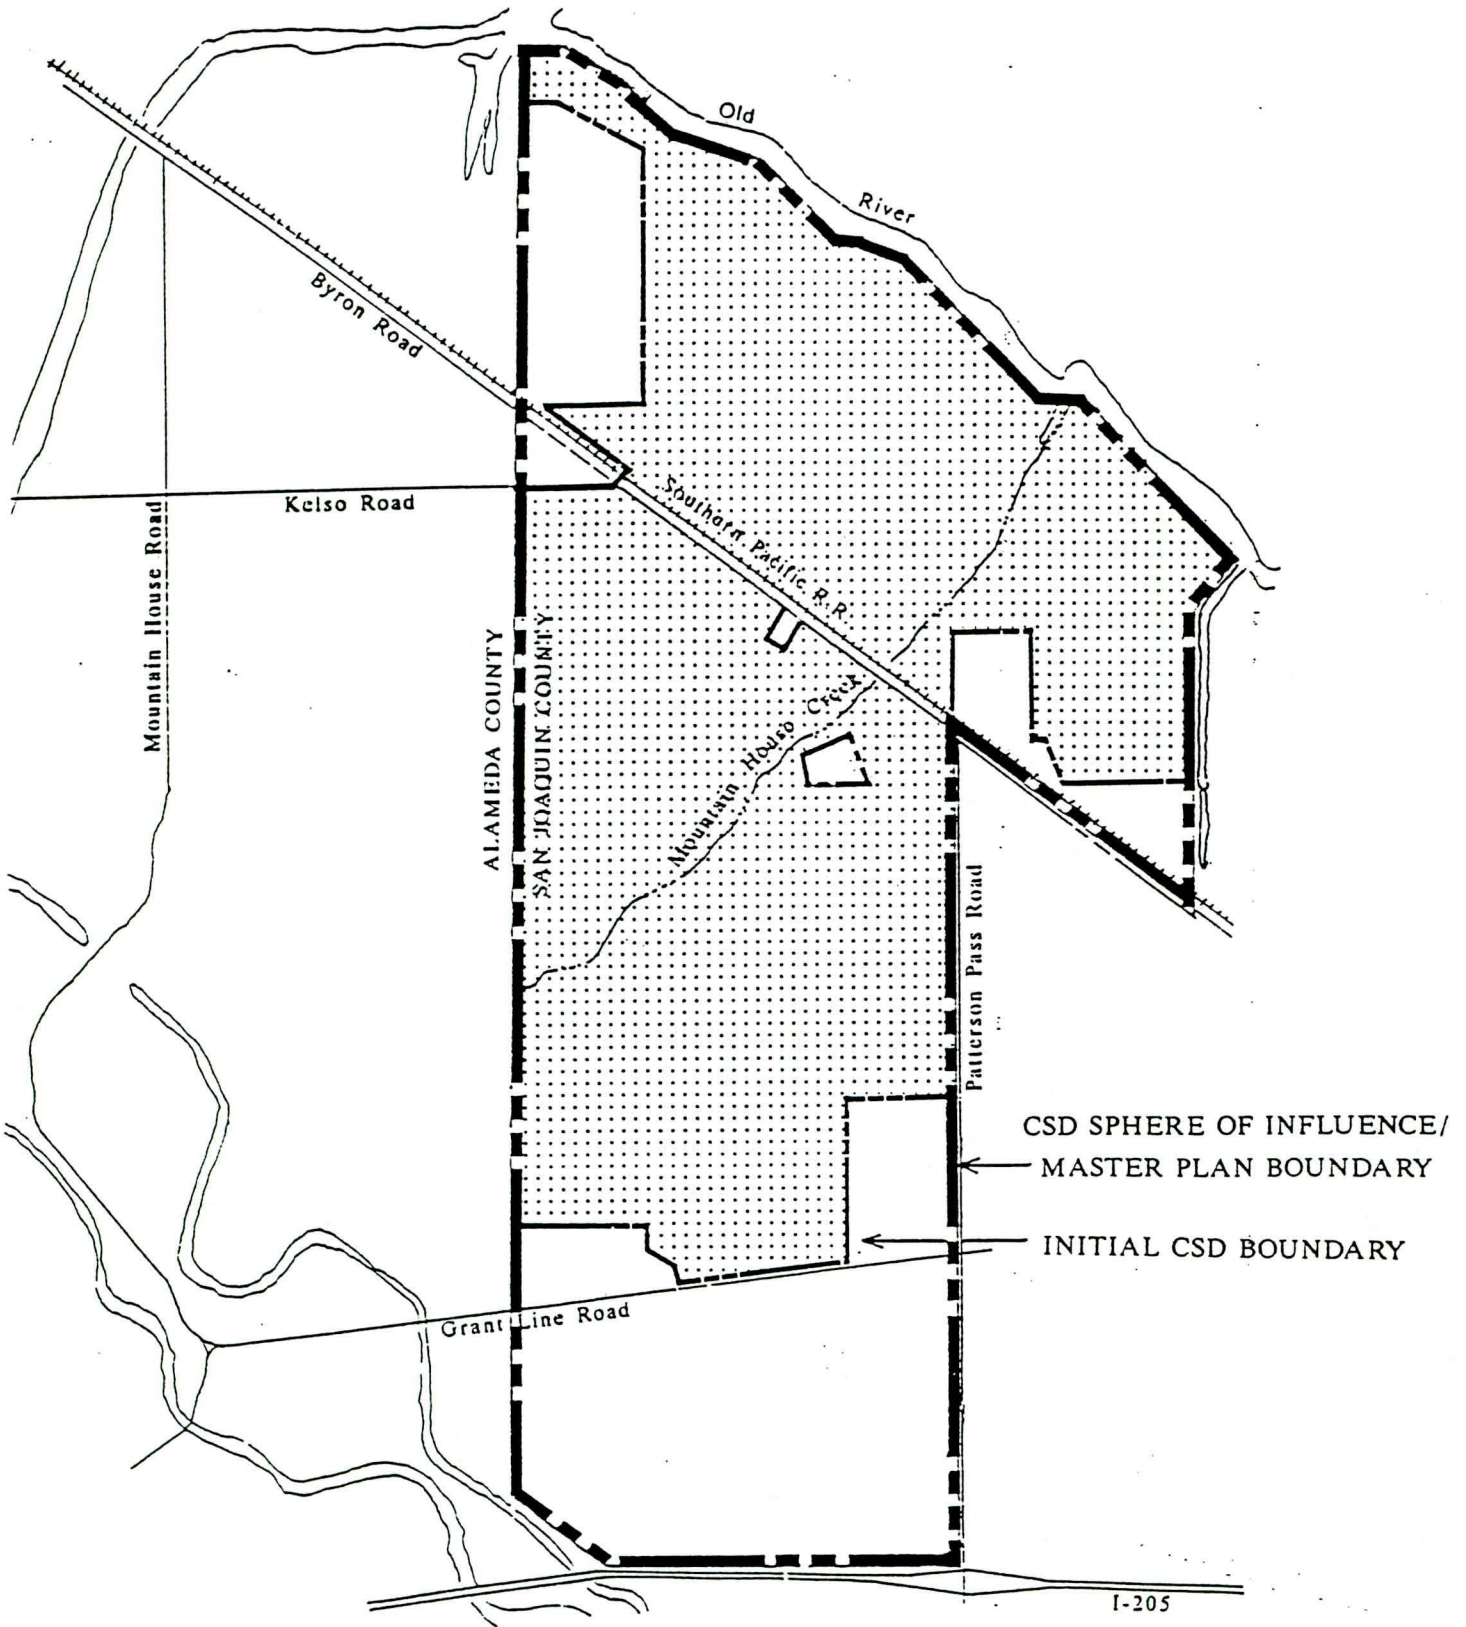 Old
River
Byron Road
Kelso Road
Southern Pacific R.R.
Mountain House Road
ALAMEDA COUNTY
SAN JOAQUIN COUNTY
Mountain House Creek
Patterson Pass Road
CSD SPHERE OF INFLUENCE/
MASTER PLAN BOUNDARY
INITIAL CSD BOUNDARY
Grant Line Road
I-205